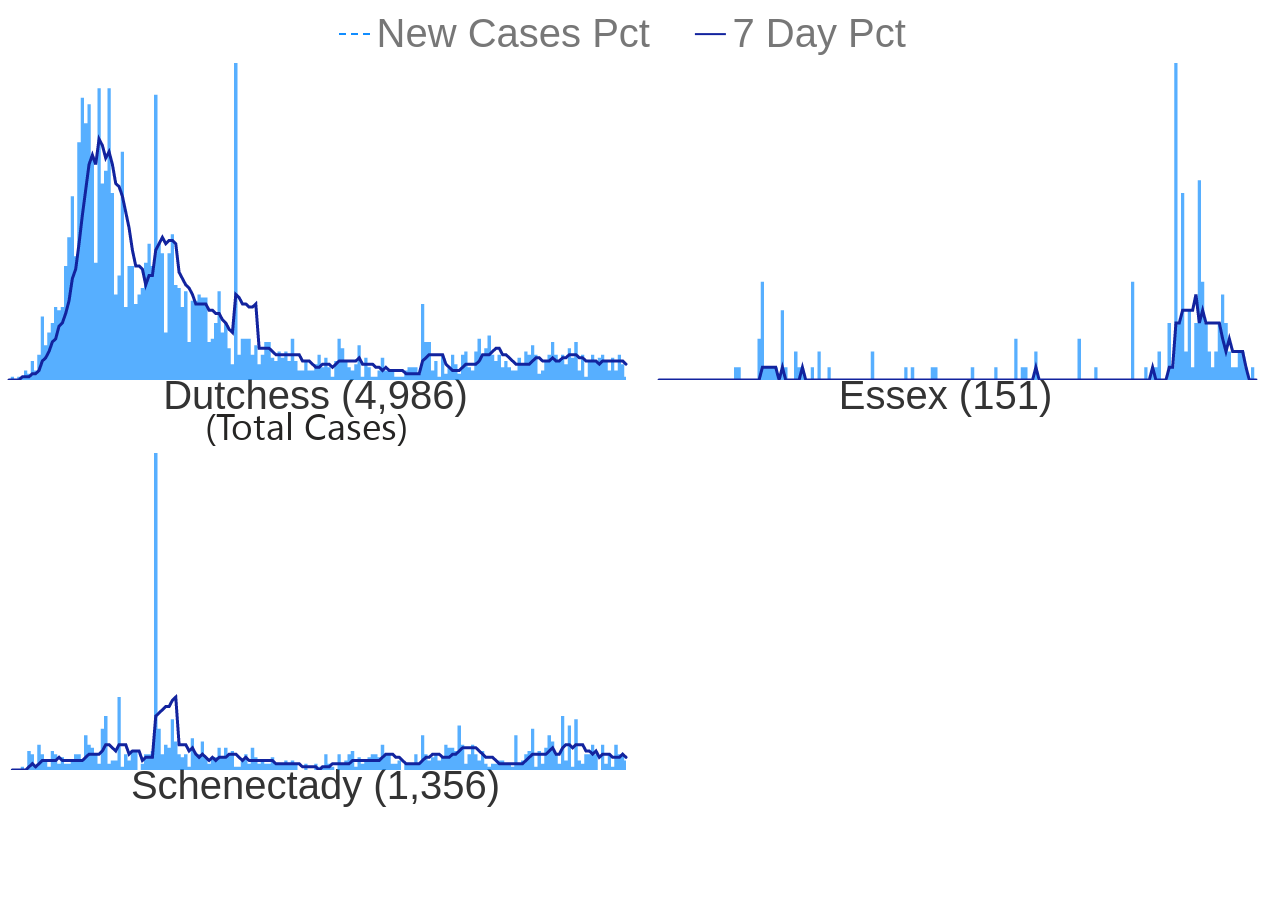 New Cases Pct 7 Day Pct
Dutchess (4,986)
(Total Cases)
Essex (151)
Schenectady (1,356)